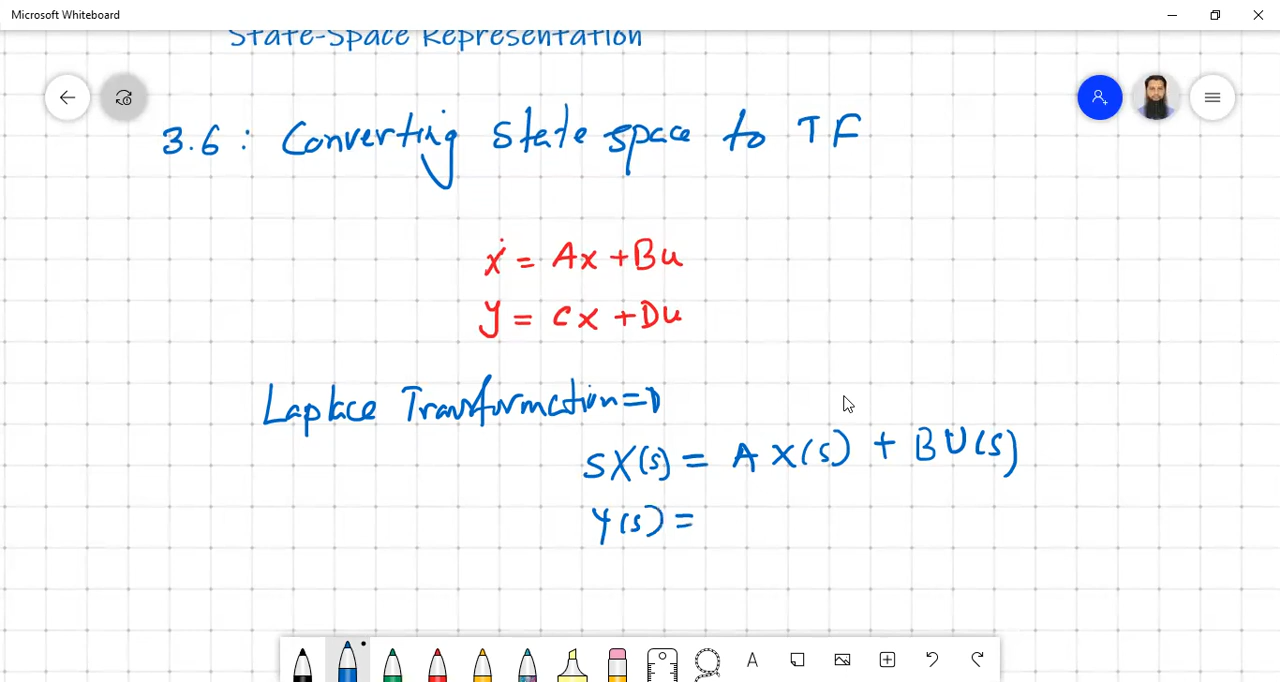 Microsoft Whiteboard
State-Space Representation
3.6: Converting State space to TF
ẋ = Ax + Bu
y = Cx + Du
Laplace Transformation ⇒
sX(s) = A X(s) + B U(s)
Y(s) =
A